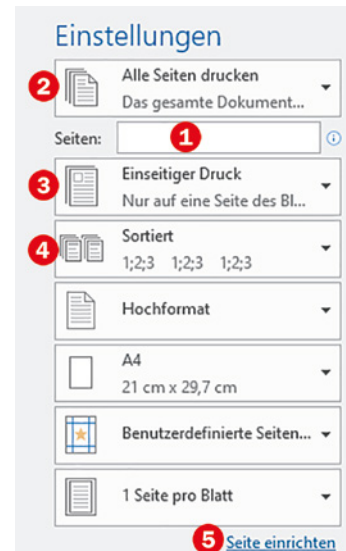 Einstellungen
2 Alle Seiten drucken
Das gesamte Dokument...
Seiten: 1
3 Einseitiger Druck
Nur auf eine Seite des Bl...
4 Sortiert
1;2;3 1;2;3 1;2;3
Hochformat
A4
21 cm x 29,7 cm
Benutzerdefinierte Seiten...
1 Seite pro Blatt
5 Seite einrichten